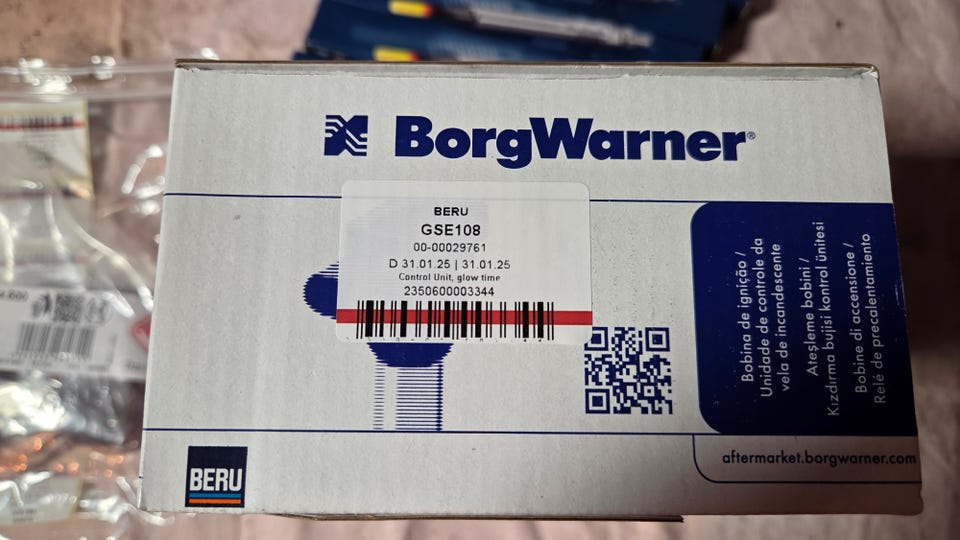 BorgWarner®
BERU
GSE108
00-00029761
D 31.01.25 | 31.01.25
Control Unit, glow time
2350600003344
Bobina de ignição /
Unidade de controle da
vela de incandescente
Ateşleme bobini /
Kızdırma bujisi kontrol ünitesi
Bobine di accensione /
Relé de precalentamiento
aftermarket.borgwarner.com
BERU